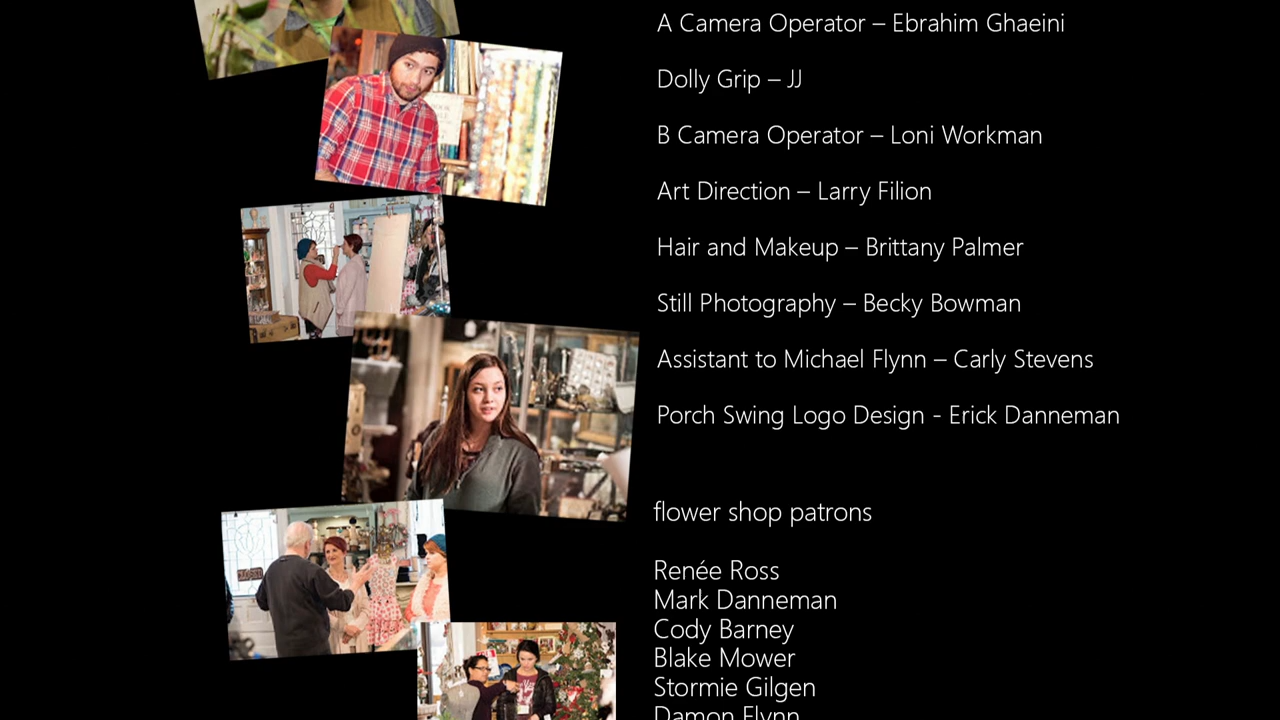 A Camera Operator – Ebrahim Ghaeini
Dolly Grip – JJ
B Camera Operator – Loni Workman
Art Direction – Larry Filion
Hair and Makeup – Brittany Palmer
Still Photography – Becky Bowman
Assistant to Michael Flynn – Carly Stevens
Porch Swing Logo Design - Erick Danneman
flower shop patrons
Renée Ross
Mark Danneman
Cody Barney
Blake Mower
Stormie Gilgen
Damon Flynn